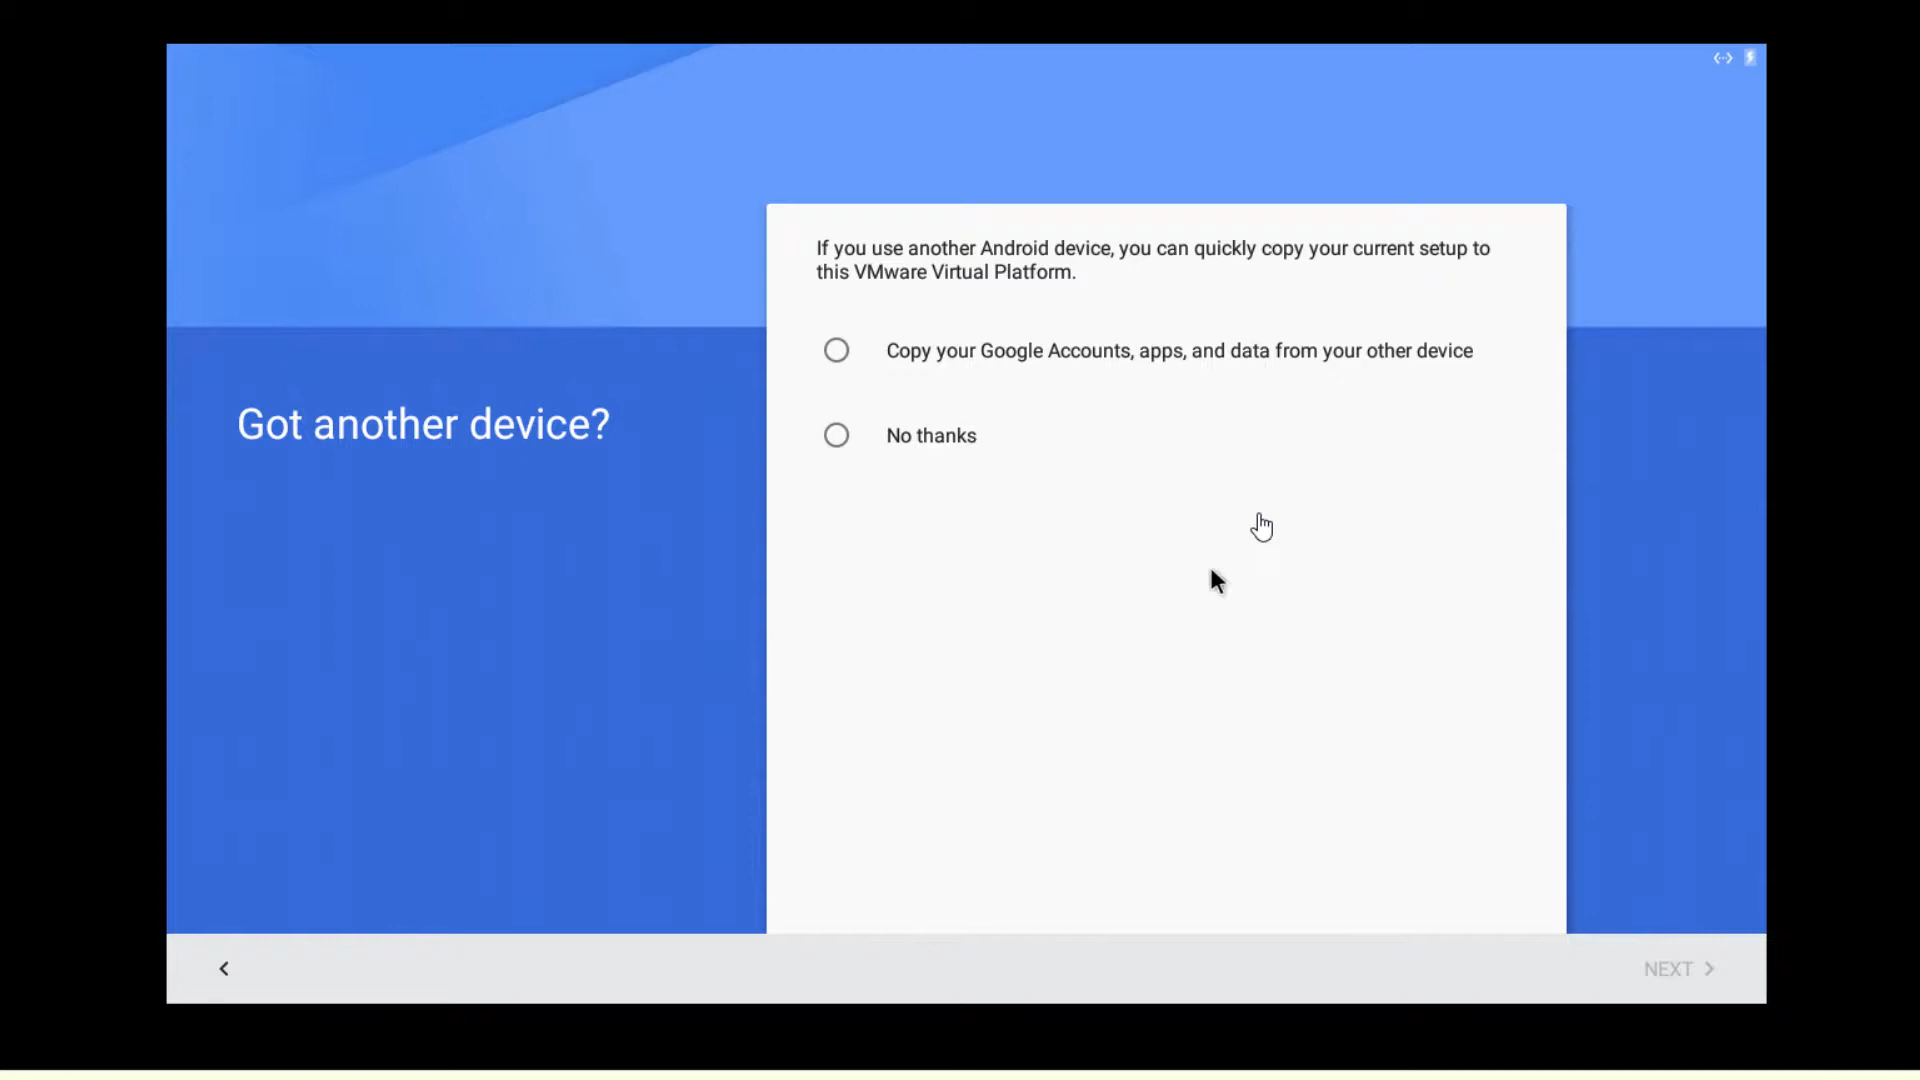 If you use another Android device, you can quickly copy your current setup to
this VMware Virtual Platform.
Copy your Google Accounts, apps, and data from your other device
Got another device?
No thanks
NEXT